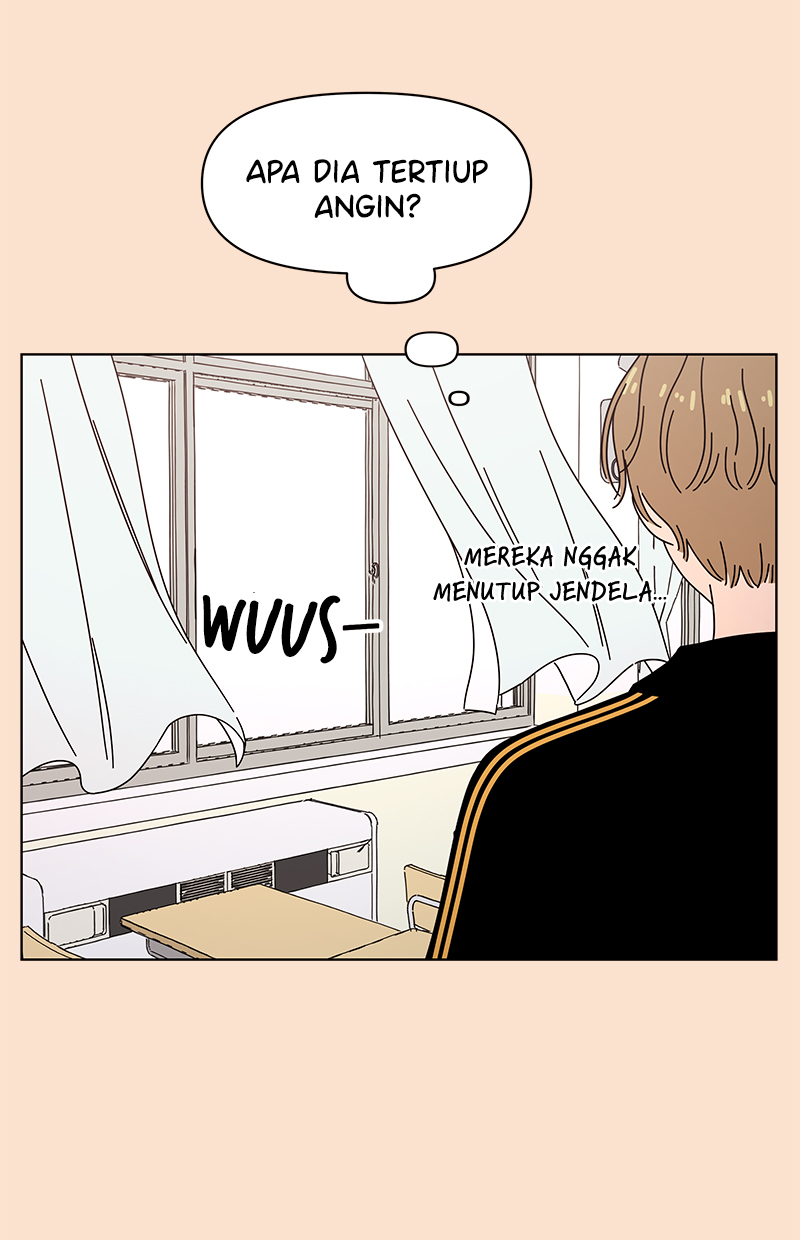 APA DIA TERTIUP
ANGIN?
MEREKA NGGAK
MENUTUP JENDELA...
WUUS—